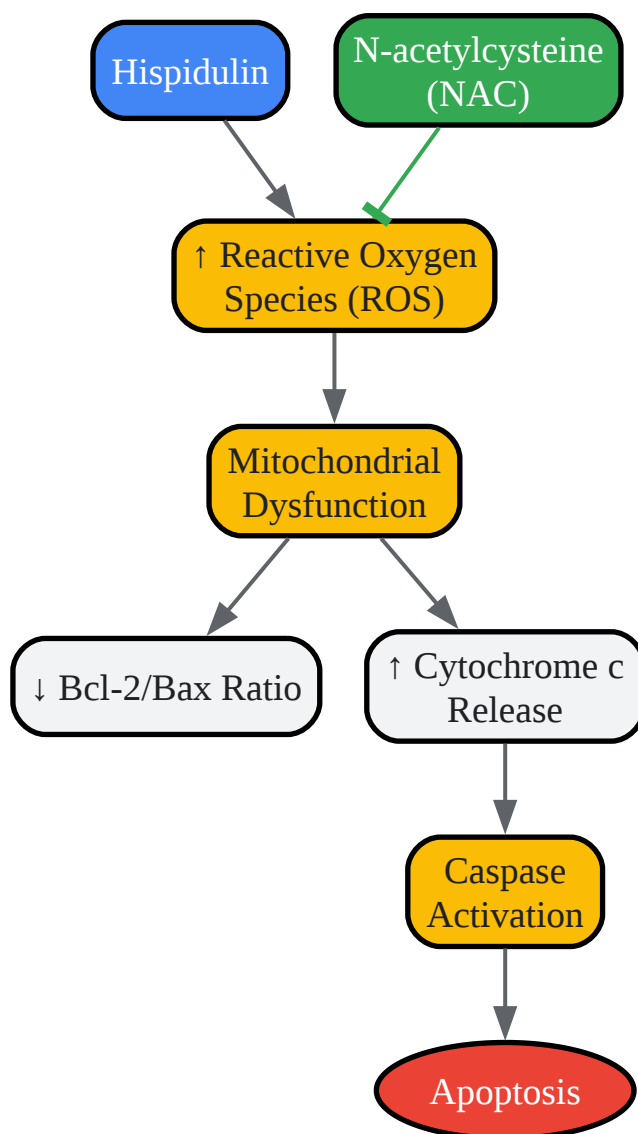 Hispidulin
N-acetylcysteine
(NAC)
↑ Reactive Oxygen
Species (ROS)
Mitochondrial
Dysfunction
↓ Bcl-2/Bax Ratio
↑ Cytochrome c
Release
Caspase
Activation
Apoptosis